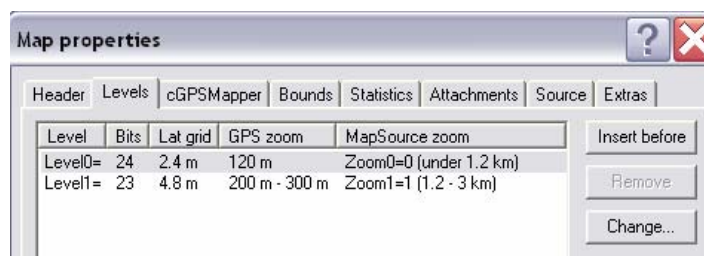 Map properties
?
Header Levels cGPSMapper Bounds Statistics Attachments Source Extras
Level Bits Lat grid GPS zoom MapSource zoom Insert before
Level0= 24 2.4 m 120 m Zoom0=0 (under 1.2 km)
Level1= 23 4.8 m 200 m - 300 m Zoom1=1 (1.2 - 3 km) Remove
Change...